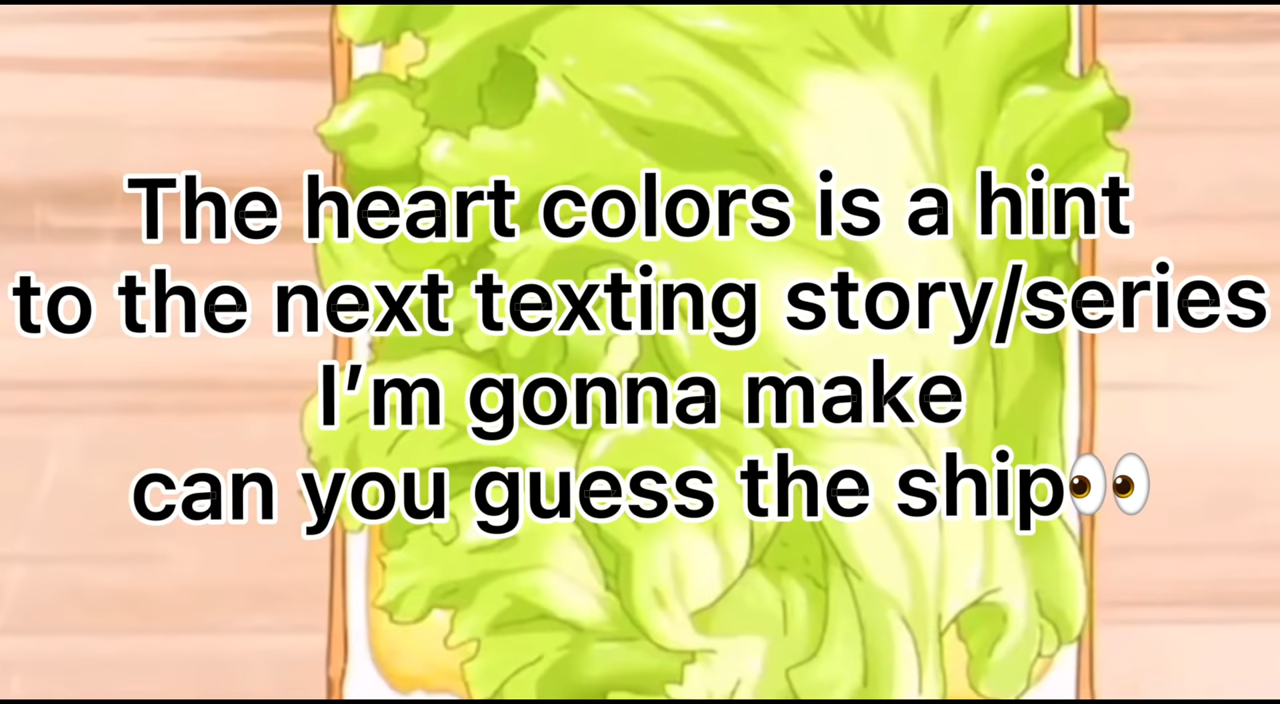 The heart colors is a hint
to the next texting story/series
I’m gonna make
can you guess the ship👀